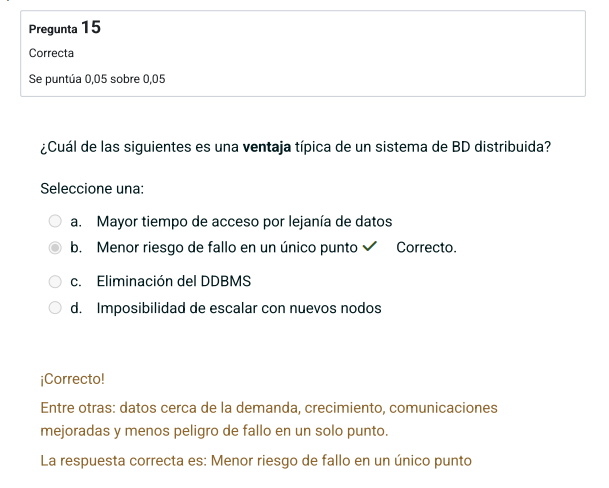 Pregunta 15
Correcta
Se puntúa 0,05 sobre 0,05
¿Cuál de las siguientes es una ventaja típica de un sistema de BD distribuida?
Seleccione una:
a. Mayor tiempo de acceso por lejanía de datos
b. Menor riesgo de fallo en un único punto ✓ Correcto.
c. Eliminación del DDBMS
d. Imposibilidad de escalar con nuevos nodos
¡Correcto!
Entre otras: datos cerca de la demanda, crecimiento, comunicaciones
mejoradas y menos peligro de fallo en un solo punto.
La respuesta correcta es: Menor riesgo de fallo en un único punto